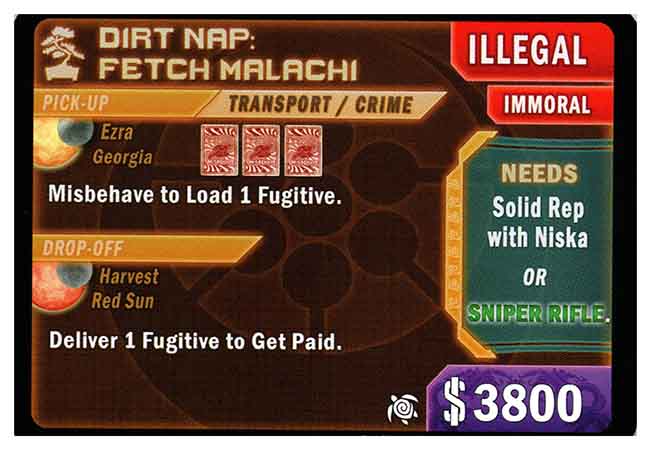 DIRT NAP:
FETCH MALACHI
ILLEGAL
IMMORAL
PICK-UP
TRANSPORT / CRIME
Ezra
Georgia
Misbehave to Load 1 Fugitive.
NEEDS
Solid Rep
with Niska
OR
SNIPER RIFLE.
DROP-OFF
Harvest
Red Sun
Deliver 1 Fugitive to Get Paid.
$3800